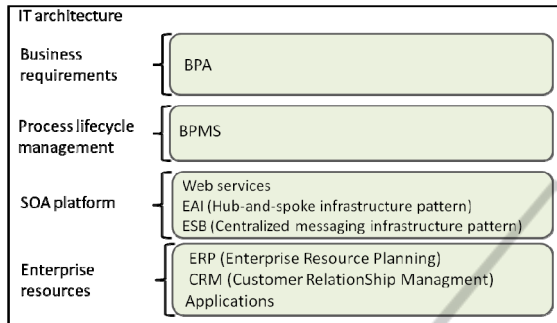 IT architecture
Business
requirements
BPA
Process lifecycle
management
BPMS
SOA platform
Web services
EAI (Hub-and-spoke infrastructure pattern)
ESB (Centralized messaging infrastructure pattern)
Enterprise
resources
ERP (Enterprise Resource Planning)
CRM (Customer RelationShip Managment)
Applications